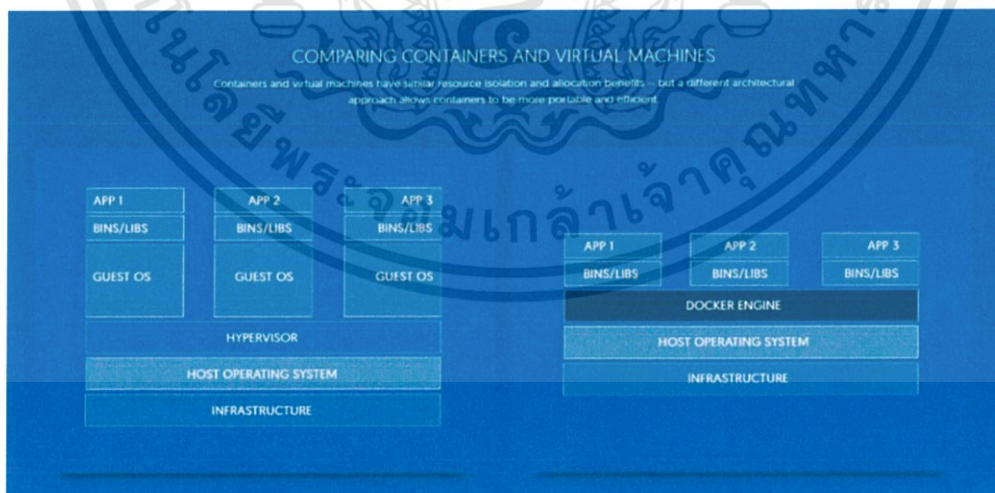 COMPARING CONTAINERS AND VIRTUAL MACHINES
Containers and virtual machines have similar resource isolation and allocation benefits – but a different architectural
approach allows containers to be more portable and efficient.
APP 1 APP 2 APP 3
BINS/LIBS BINS/LIBS BINS/LIBS
GUEST OS GUEST OS GUEST OS
HYPERVISOR
HOST OPERATING SYSTEM
INFRASTRUCTURE
APP 1 APP 2 APP 3
BINS/LIBS BINS/LIBS BINS/LIBS
DOCKER ENGINE
HOST OPERATING SYSTEM
INFRASTRUCTURE